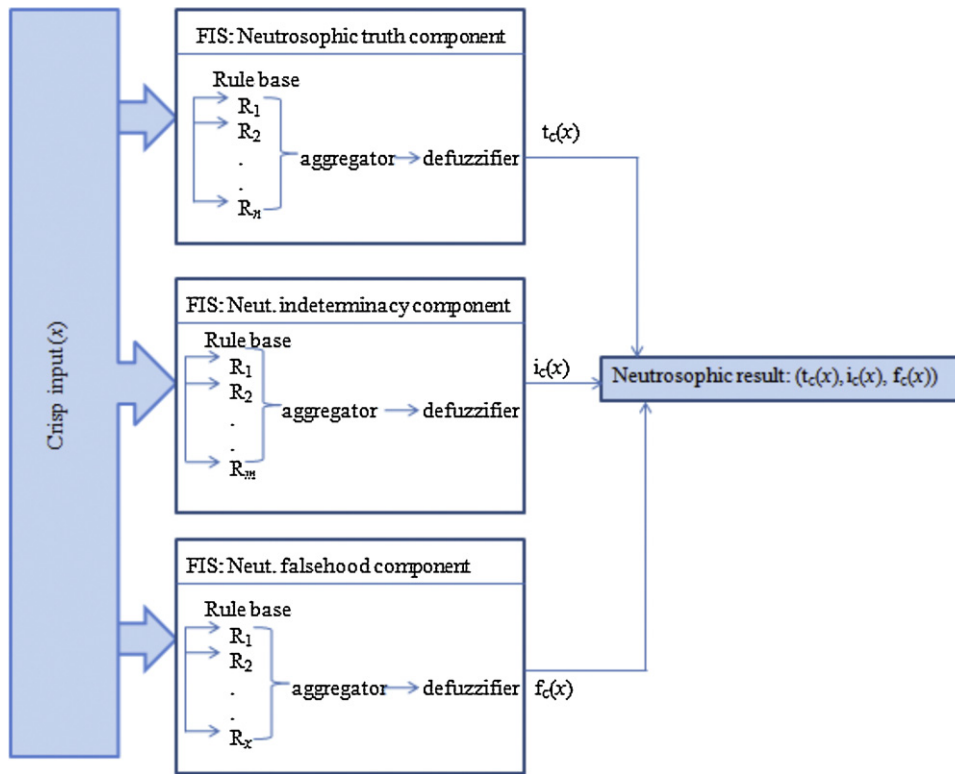 Crisp input (x)
FIS: Neutrosophic truth component
Rule base
R1
R2
.
.
Rn
aggregator
defuzzifier
tc(x)
FIS: Neut. indeterminacy component
Rule base
R1
R2
.
.
Rm
aggregator
defuzzifier
ic(x)
Neutrosophic result: (tc(x), ic(x), fc(x))
FIS: Neut. falsehood component
Rule base
R1
R2
.
.
Rx
aggregator
defuzzifier
fc(x)